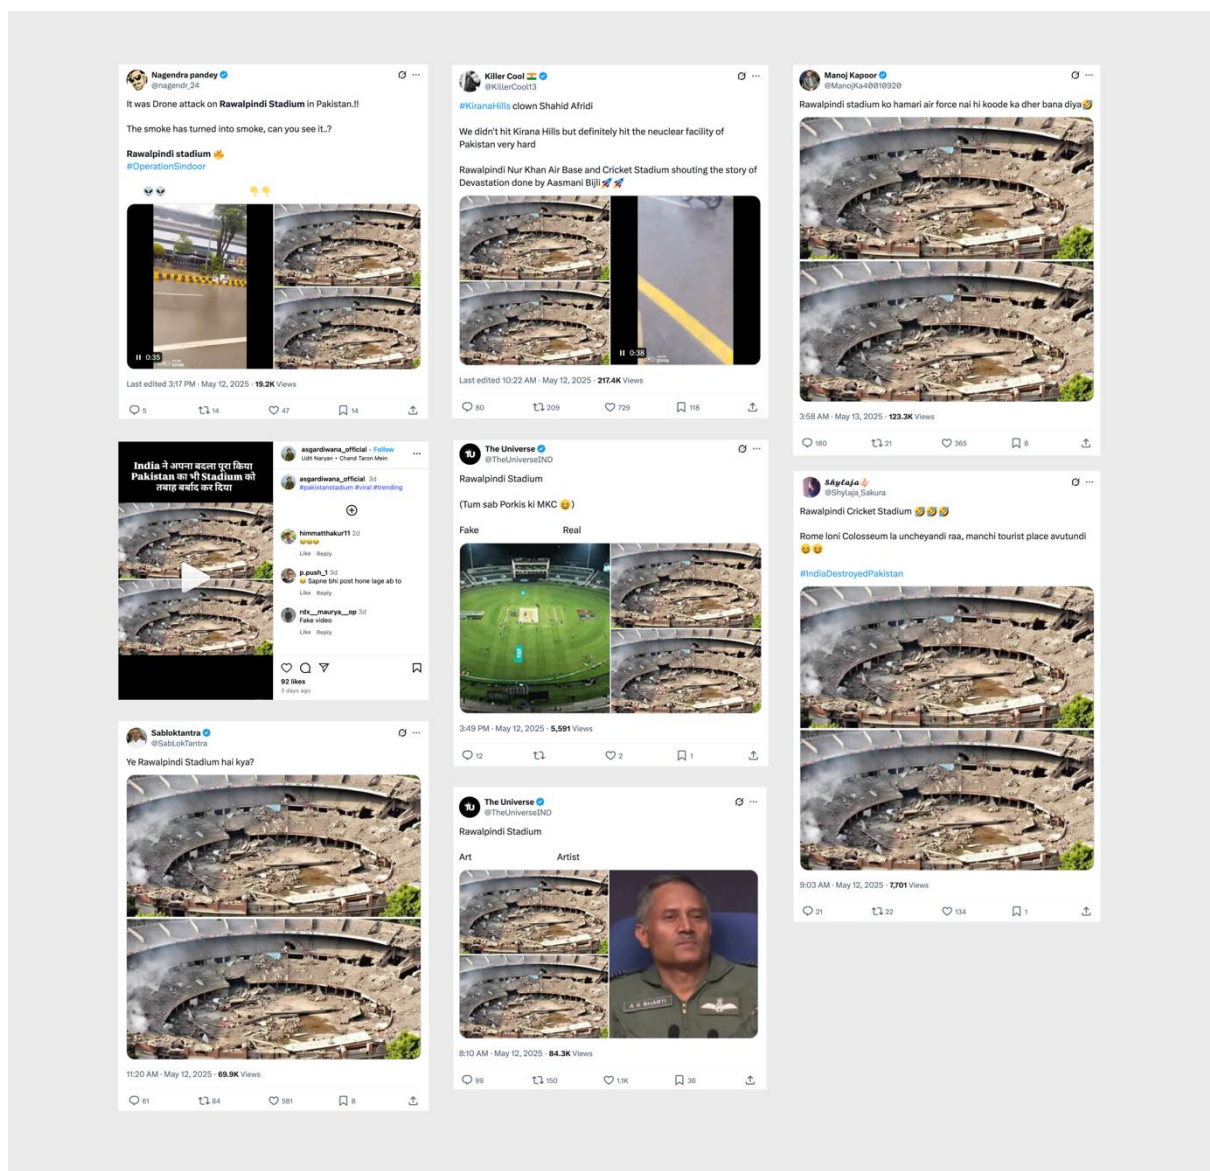 Nagendra pandey
@nagendr_24
It was Drone attack on Rawalpindi Stadium in Pakistan.!!
The smoke has turned into smoke, can you see it..?
Rawalpindi stadium 🔥
#OperationSindoor
👽👽 👇👇
0:35
Last edited 3:17 PM · May 12, 2025 · 19.2K Views
5 14 47 14
India ने अपना बदला पूरा किया
Pakistan का भी Stadium को
तबाह बर्बाद कर दिया
asgardiwana_official • Follow
Udit Narayan • Chand Taron Mein
asgardiwana_official 3d
#pakistanstadium #viral #trending
himmatthakur11 2d
😂😂😂
Like Reply
p.push_1 3d
😂 Sapne bhi post hone lage ab to
Like Reply
rdx__maurya__op 3d
Fake video
Like Reply
92 likes
3 days ago
Sabloktantra
@SabLokTantra
Ye Rawalpindi Stadium hai kya?
11:20 AM · May 12, 2025 · 69.9K Views
61 84 581 8
Killer Cool 🇮🇳
@KillerCool13
#KiranaHills clown Shahid Afridi
We didn't hit Kirana Hills but definitely hit the neuclear facility of
Pakistan very hard
Rawalpindi Nur Khan Air Base and Cricket Stadium shouting the story of
Devastation done by Aasmani Bijli🚀🚀
0:38
Last edited 10:22 AM · May 12, 2025 · 217.4K Views
80 209 729 118
The Universe
@TheUniverseIND
Rawalpindi Stadium
(Tum sab Porkis ki MKC 😆)
Fake Real
3:49 PM · May 12, 2025 · 5,591 Views
12 2 1
The Universe
@TheUniverseIND
Rawalpindi Stadium
Art Artist
A K BHARTI
8:10 AM · May 12, 2025 · 84.3K Views
99 150 1.1K 36
Manoj Kapoor
@ManojKa40010920
Rawalpindi stadium ko hamari air force nai hi koode ka dher bana diya🤣
3:58 AM · May 13, 2025 · 123.3K Views
180 21 365 8
Shylaja
@Shylaja_Sakura
Rawalpindi Cricket Stadium 🤣🤣🤣
Rome loni Colosseum la uncheyandi raa, manchi tourist place avutundi
😆😆
#IndiaDestroyedPakistan
9:03 AM · May 12, 2025 · 7,701 Views
21 22 134 1